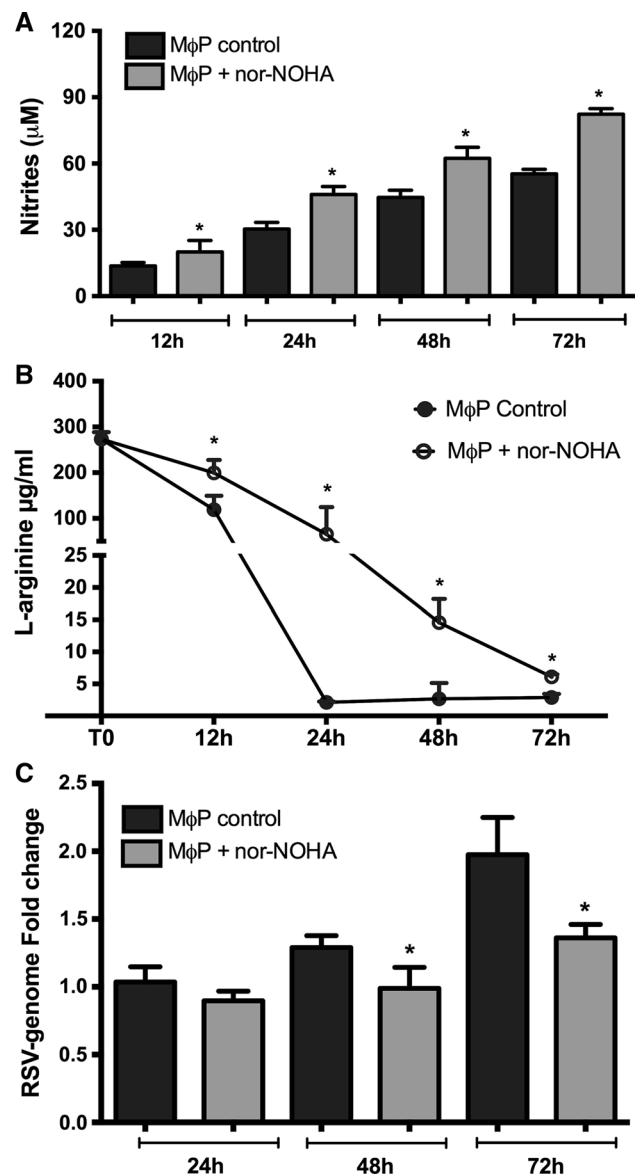 A
120
90
60
30
0
Nitrites (μM)
MϕP control
MϕP + nor-NOHA
*
*
*
*
12h 24h 48h 72h
B
400
300
200
100
25
20
15
10
5
L-arginine μg/ml
MϕP Control
MϕP + nor-NOHA
*
*
*
*
T0 12h 24h 48h 72h
C
2.5
2.0
1.5
1.0
0.5
0.0
RSV-genome Fold change
MϕP control
MϕP + nor-NOHA
*
*
24h 48h 72h